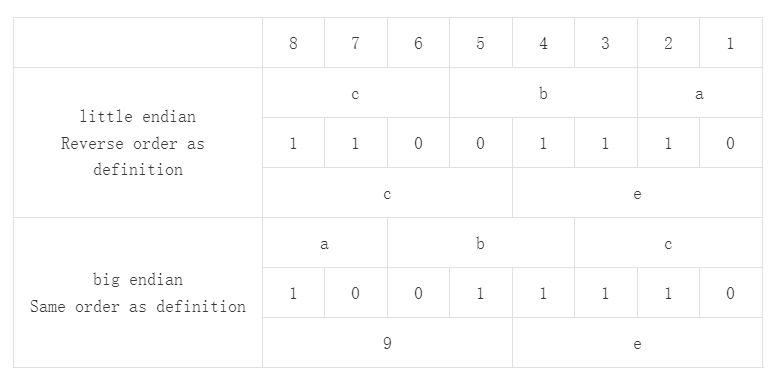 8 7 6 5 4 3 2 1
little endian
Reverse order as
definition
c b a
1 1 0 0 1 1 1 0
c e
big endian
Same order as definition
a b c
1 0 0 1 1 1 1 0
9 e